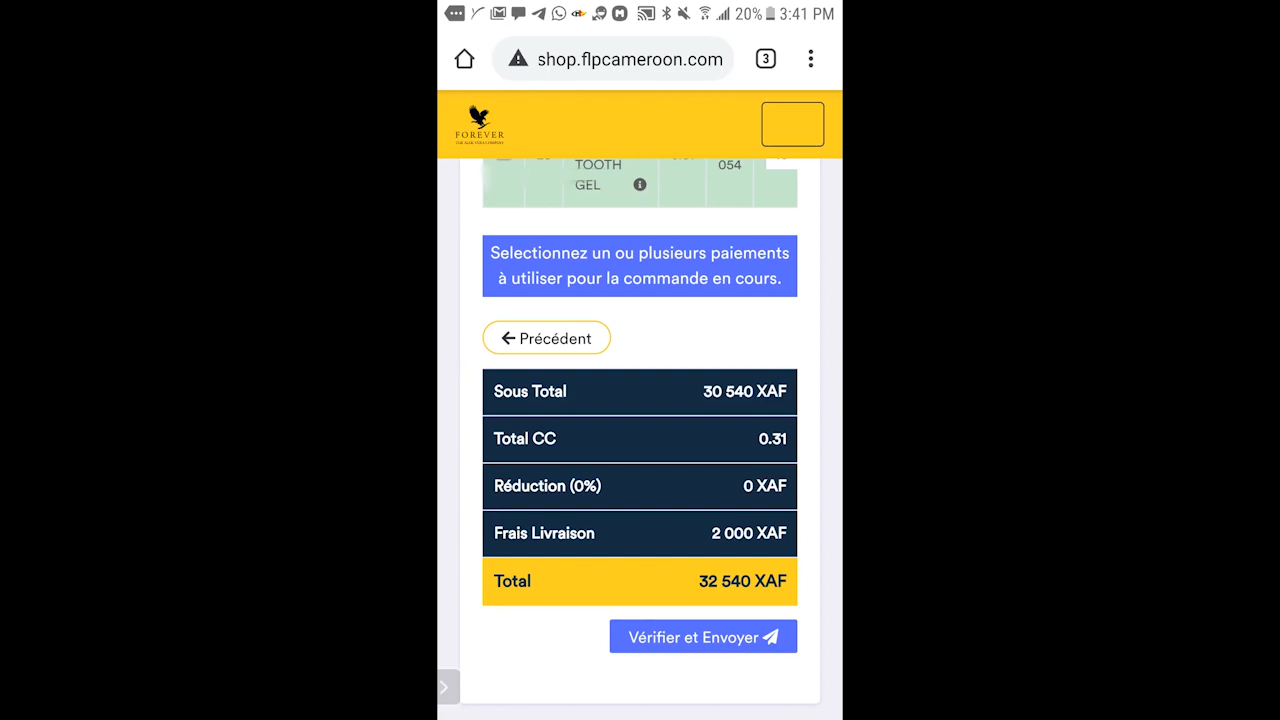 20% 3:41 PM
shop.flpcameroon.com
3
FOREVER
TOOTH
054
GEL
Selectionnez un ou plusieurs paiements
à utiliser pour la commande en cours.
Précédent
Sous Total 30 540 XAF
Total CC 0.31
Réduction (0%) 0 XAF
Frais Livraison 2 000 XAF
Total 32 540 XAF
Vérifier et Envoyer